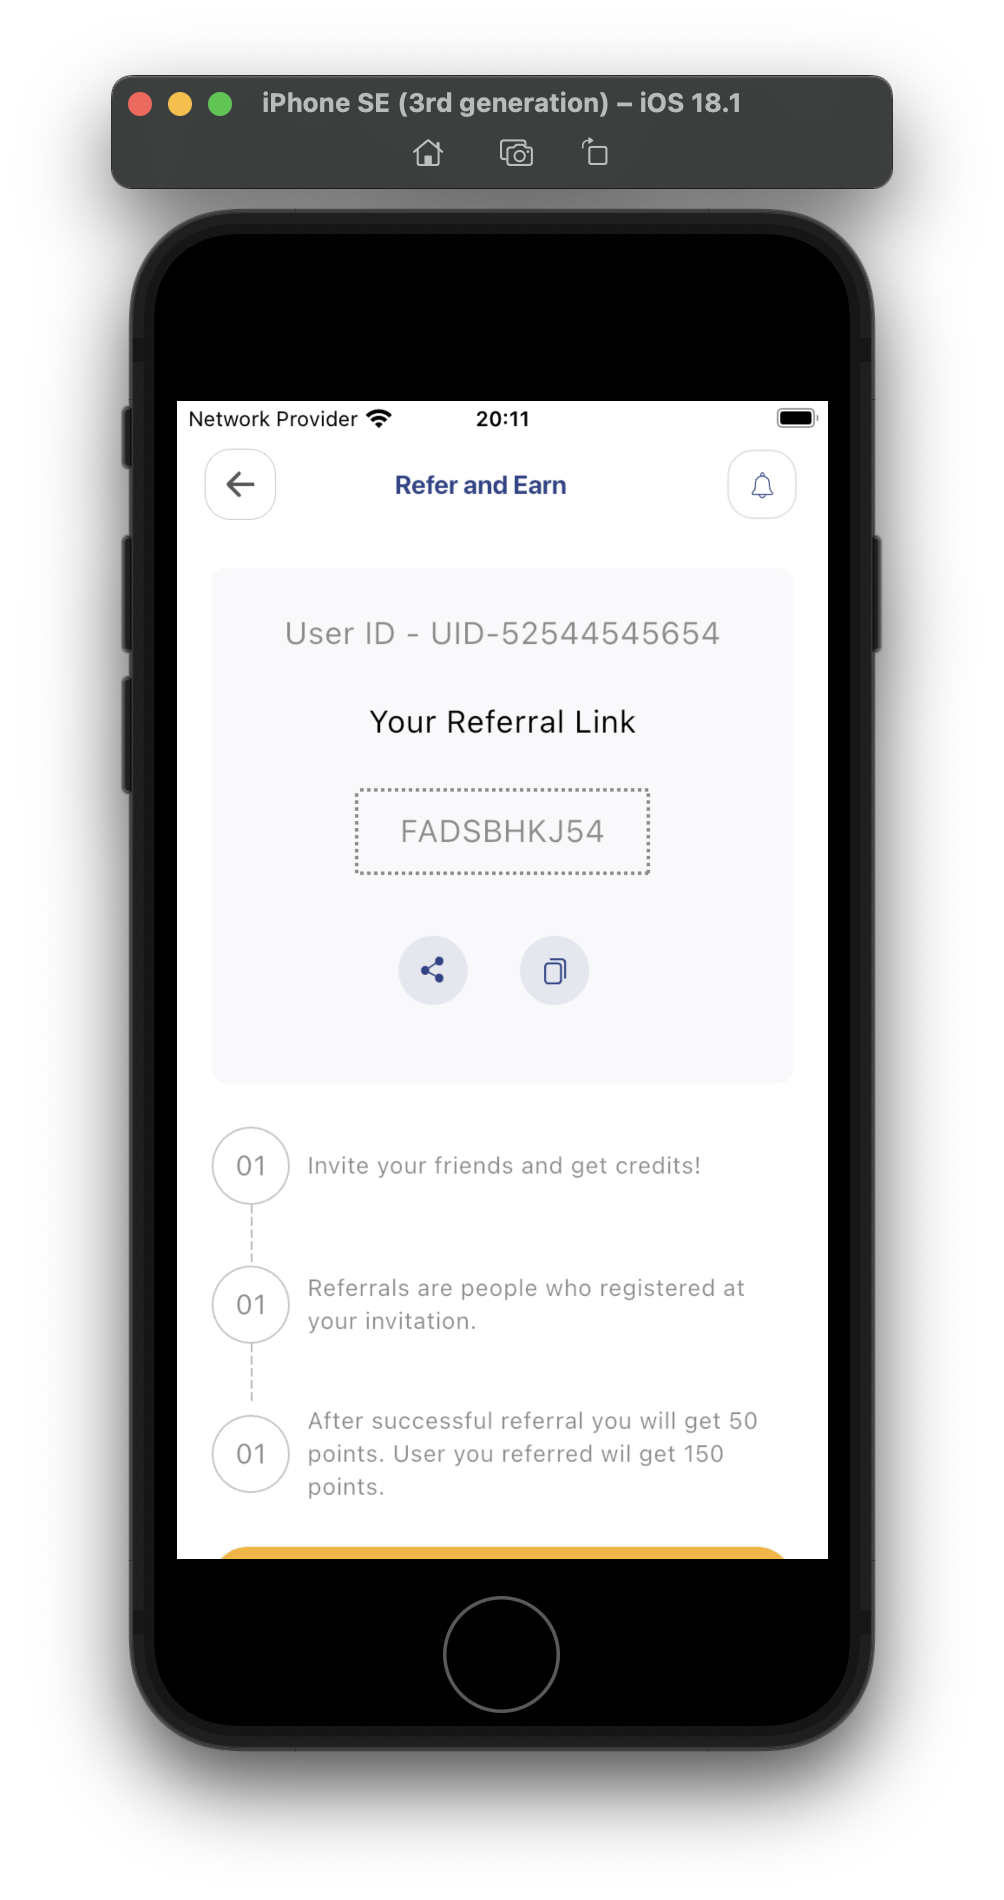 iPhone SE (3rd generation) – iOS 18.1
Network Provider 20:11
Refer and Earn
User ID - UID-52544545654
Your Referral Link
FADSBHKJ54
01 Invite your friends and get credits!
01 Referrals are people who registered at
your invitation.
After successful referral you will get 50
01 points. User you referred wil get 150
points.